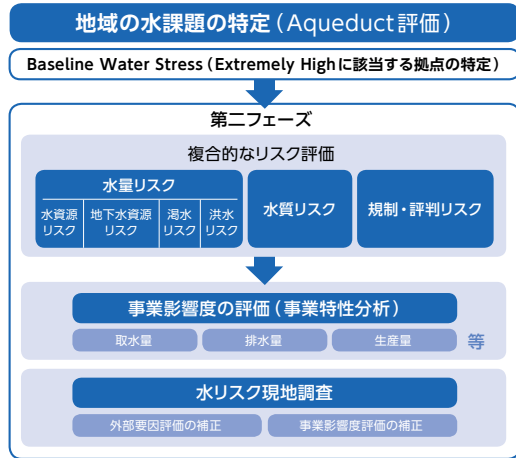 地域の水課題の特定（Aqueduct評価）
Baseline Water Stress（Extremely Highに該当する拠点の特定）
第二フェーズ
複合的なリスク評価
水量リスク
水資源
リスク
地下水資源
リスク
渇水
リスク
洪水
リスク
水質リスク
規制・評判リスク
事業影響度の評価（事業特性分析）
取水量
排水量
生産量
等
水リスク現地調査
外部要因評価の補正
事業影響度評価の補正